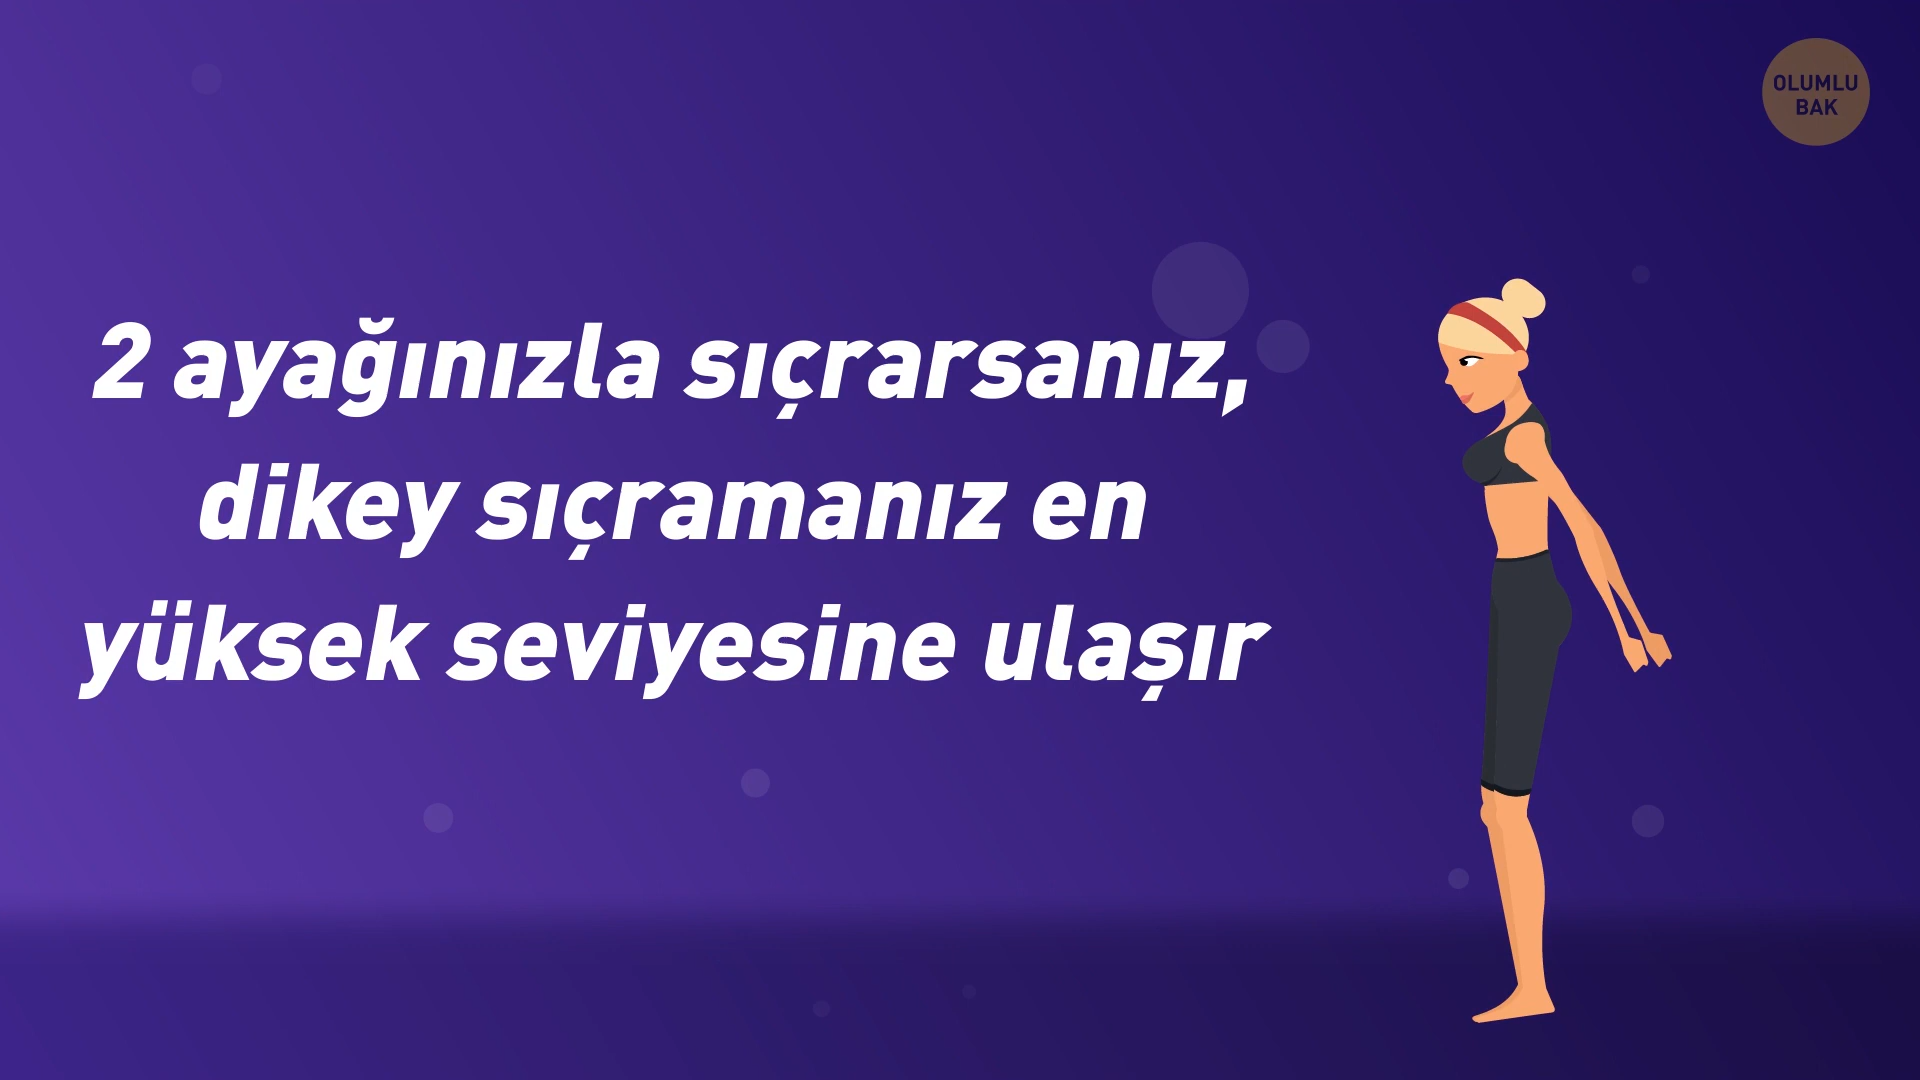 OLUMLU
BAK
2 ayağınızla sıçrarsanız,
dikey sıçramanız en
yüksek seviyesine ulaşır